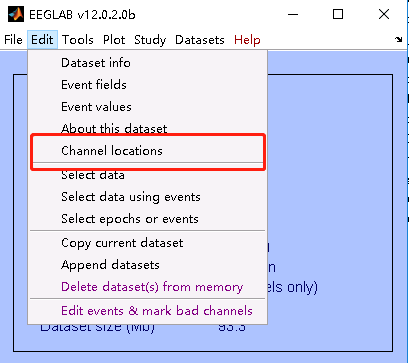 EEGLAB v12.0.2.0b
File Edit Tools Plot Study Datasets Help
Dataset info
Event fields
Event values
About this dataset
Channel locations
Select data
Select data using events
Select epochs or events
Copy current dataset
Append datasets
Delete dataset(s) from memory
els only)
Edit events & mark bad channels
Dataset size (Mb) 93.3